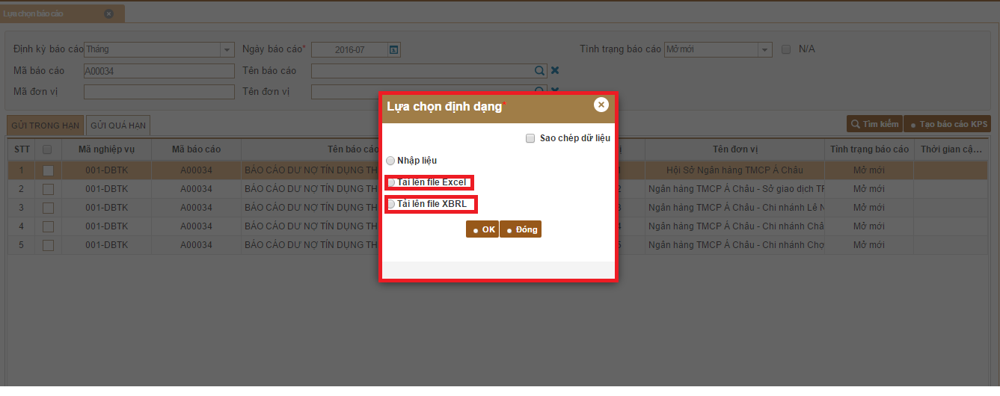 Lựa chọn báo cáo
Định kỳ báo cáo Tháng Ngày báo cáo* 2016-07 Tình trạng báo cáo Mở mới N/A
Mã báo cáo A00034 Tên báo cáo
Mã đơn vị Tên đơn vị
Lựa chọn định dạng*
GỬI TRONG HẠN GỬI QUÁ HẠN Tìm kiếm Tạo báo cáo KPS
Sao chép dữ liệu
STT Mã nghiệp vụ Mã báo cáo Tên báo cáo Tên đơn vị Tình trạng báo cáo Thời gian cậ...
Nhập liệu
1 001-DBTK A00034 BÁO CÁO DƯ NỢ TÍN DỤNG TH 1 Hội Sở Ngân hàng TMCP Á Châu Mở mới
Tải lên file Excel
2 001-DBTK A00034 BÁO CÁO DƯ NỢ TÍN DỤNG TH 2 Ngân hàng TMCP Á Châu - Sở giao dịch TP Mở mới
Tải lên file XBRL
3 001-DBTK A00034 BÁO CÁO DƯ NỢ TÍN DỤNG TH 3 Ngân hàng TMCP Á Châu - Chi nhánh Lê N Mở mới
4 001-DBTK A00034 BÁO CÁO DƯ NỢ TÍN DỤNG TH 4 Ngân hàng TMCP Á Châu - Chi nhánh Châ Mở mới
OK Đóng
5 001-DBTK A00034 BÁO CÁO DƯ NỢ TÍN DỤNG TH 5 Ngân hàng TMCP Á Châu - Chi nhánh Chợ Mở mới